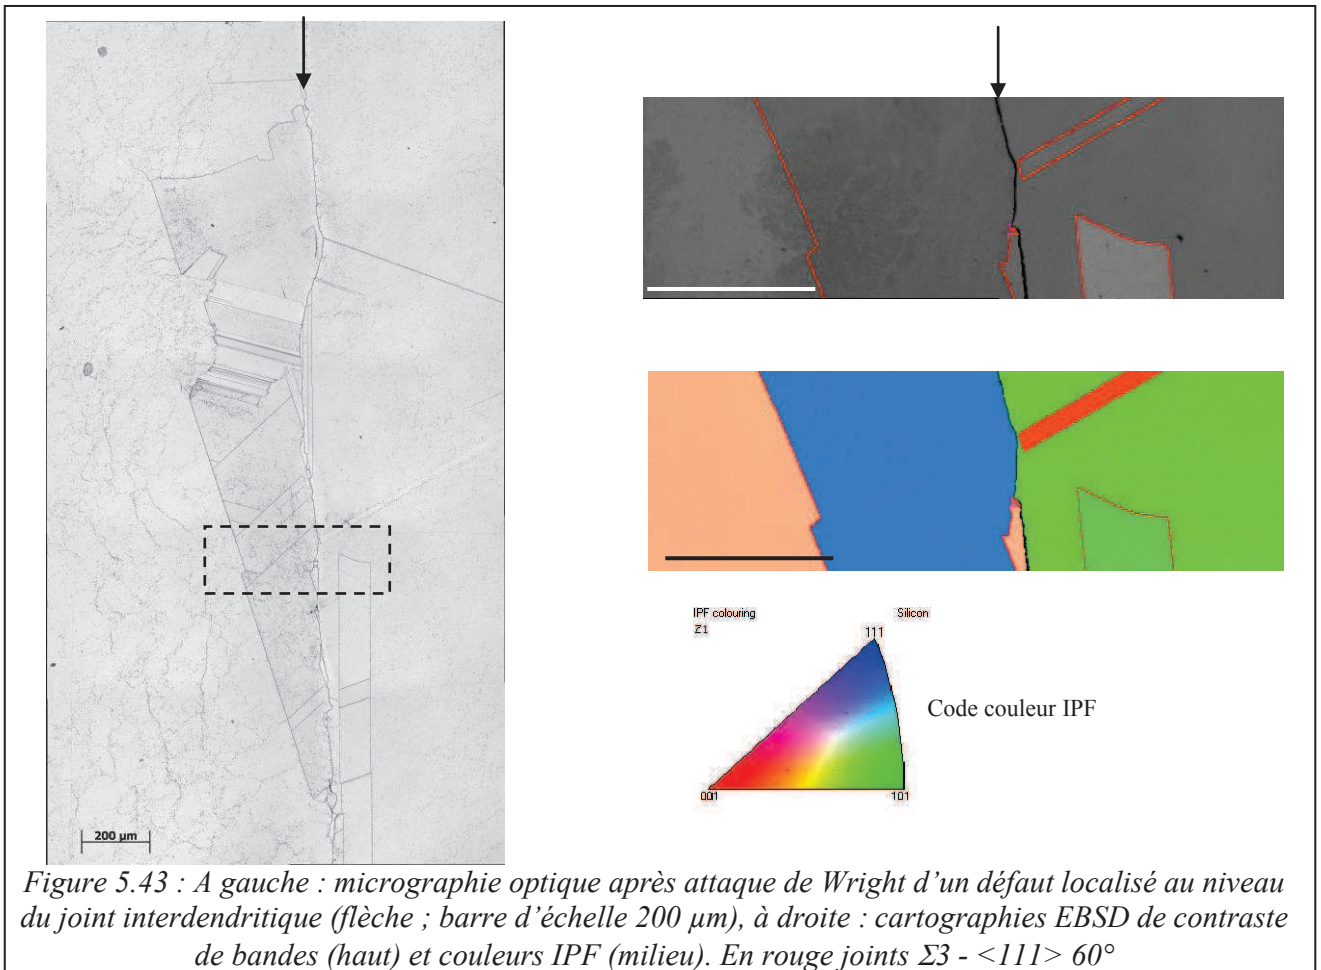 200 µm
IPF colouring
Z1
Silicon
111
001
101
Code couleur IPF
Figure 5.43 : A gauche : micrographie optique après attaque de Wright d’un défaut localisé au niveau
du joint interdendritique (flèche ; barre d’échelle 200 µm), à droite : cartographies EBSD de contraste
de bandes (haut) et couleurs IPF (milieu). En rouge joints Σ3 - <111> 60°